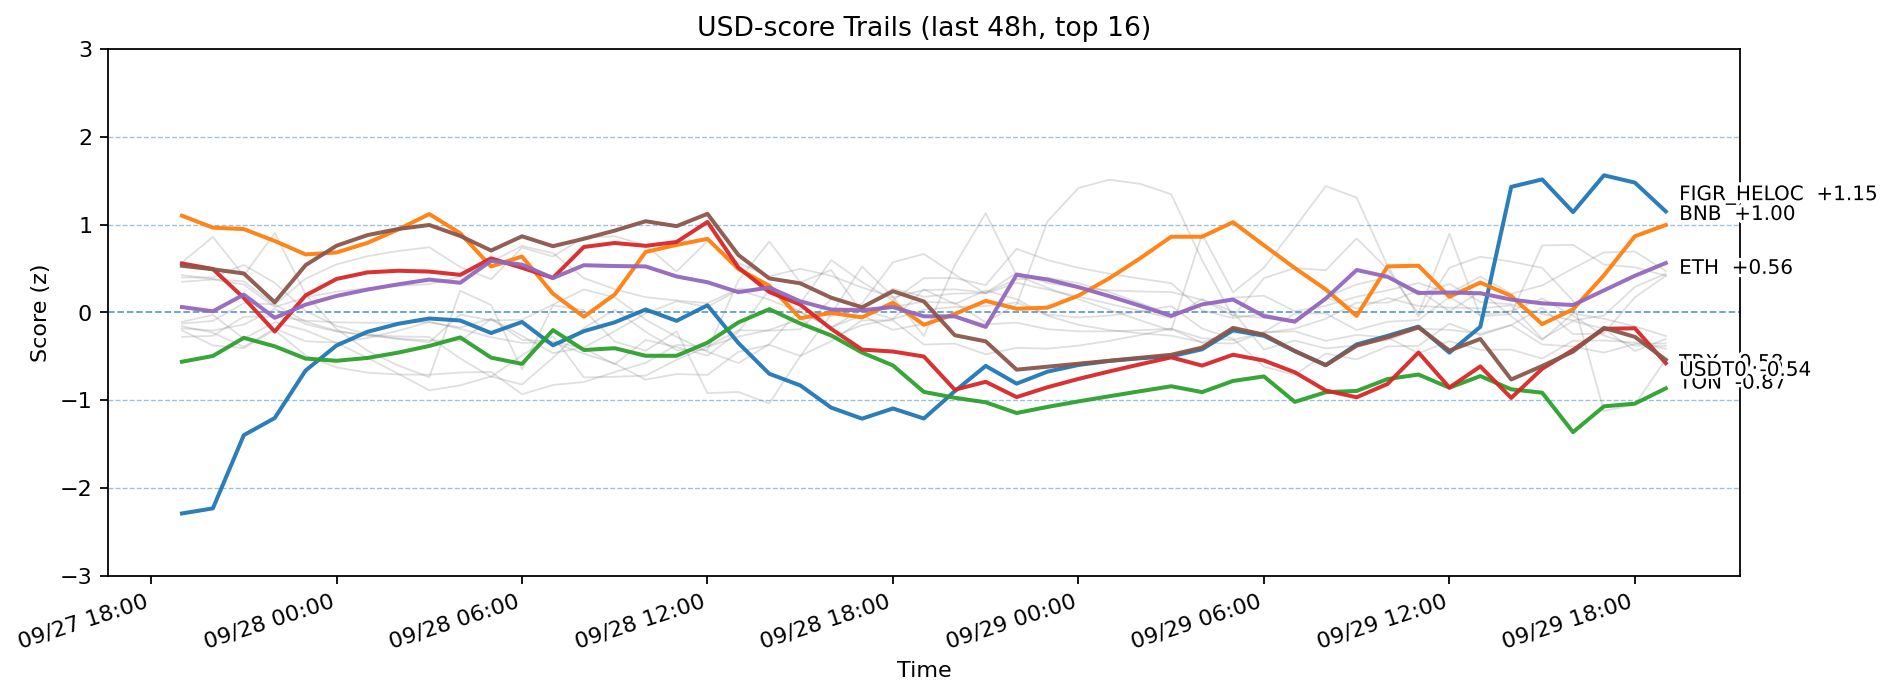 USD-score Trails (last 48h, top 16)
3
2
1
0
−1
−2
−3
Score (z)
FIGR_HELOC +1.15
BNB +1.00
ETH +0.56
USDT0 -0.54
TON -0.87
09/27 18:00
09/28 00:00
09/28 06:00
09/28 12:00
09/28 18:00
09/29 00:00
09/29 06:00
09/29 12:00
09/29 18:00
Time